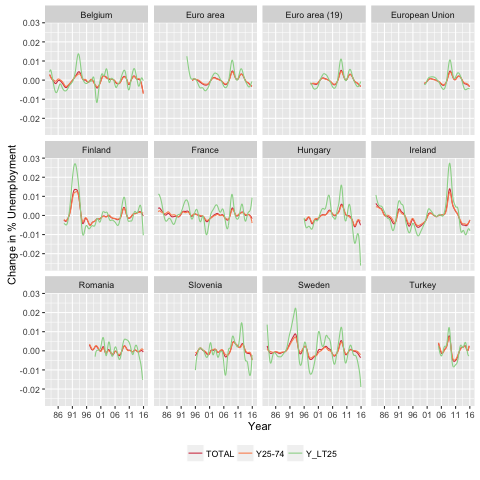 Belgium Euro area Euro area (19) European Union
0.03
0.02
0.01
0.00
-0.01
-0.02
Finland France Hungary Ireland
0.03
0.02
0.01
0.00
-0.01
-0.02
Romania Slovenia Sweden Turkey
0.03
0.02
0.01
0.00
-0.01
-0.02
Change in % Unemployment
86 91 96 01 06 11 16 86 91 96 01 06 11 16 86 91 96 01 06 11 16 86 91 96 01 06 11 16
Year
TOTAL Y25-74 Y_LT25